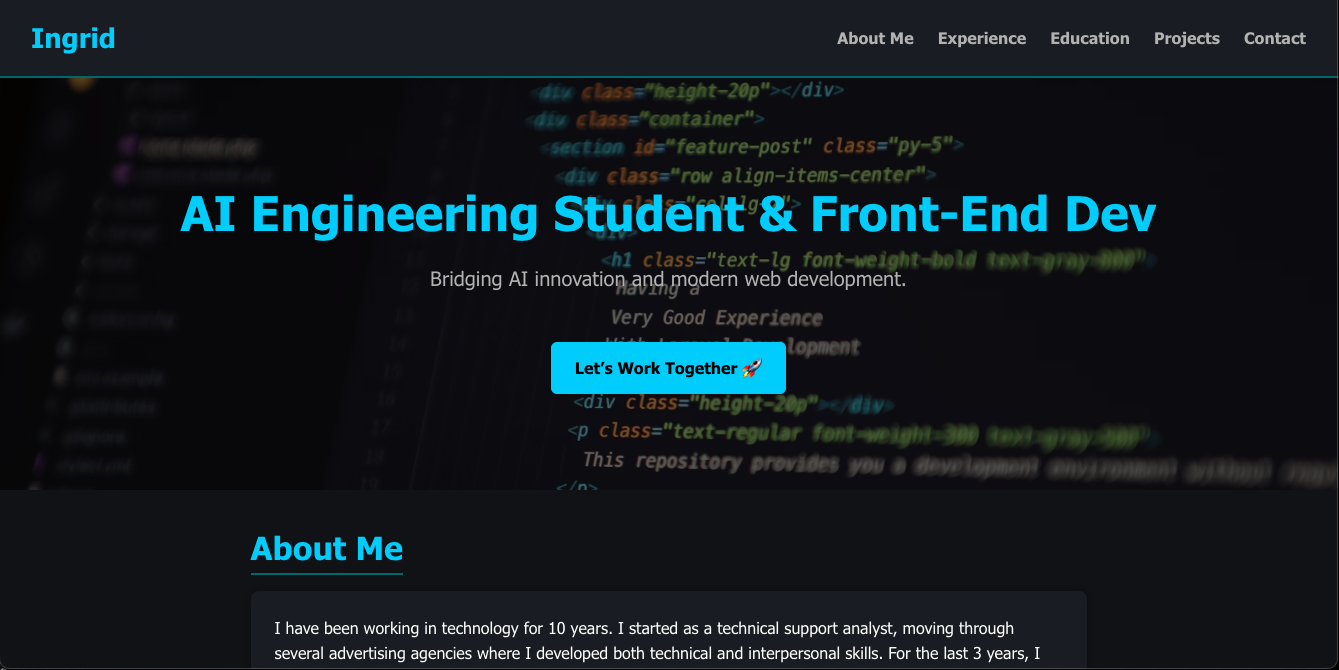 Ingrid
About Me Experience Education Projects Contact
<div class="height-20p"></div>
<div class="container">
<section id="feature-post" class="py-5">
<div class="row align-items-center">
AI Engineering Student & Front-End Dev
<h1 class="text-lg font-weight-bold text-gray-800">
Bridging AI innovation and modern web development.
Having a
Very Good Experience
Development
Let’s Work Together 🚀
<div class="height-20p"></div>
<p class="text-regular font-weight-300 text-gray-800">
This repository provides you a development environment without
</p>
About Me
I have been working in technology for 10 years. I started as a technical support analyst, moving through
several advertising agencies where I developed both technical and interpersonal skills. For the last 3 years, I